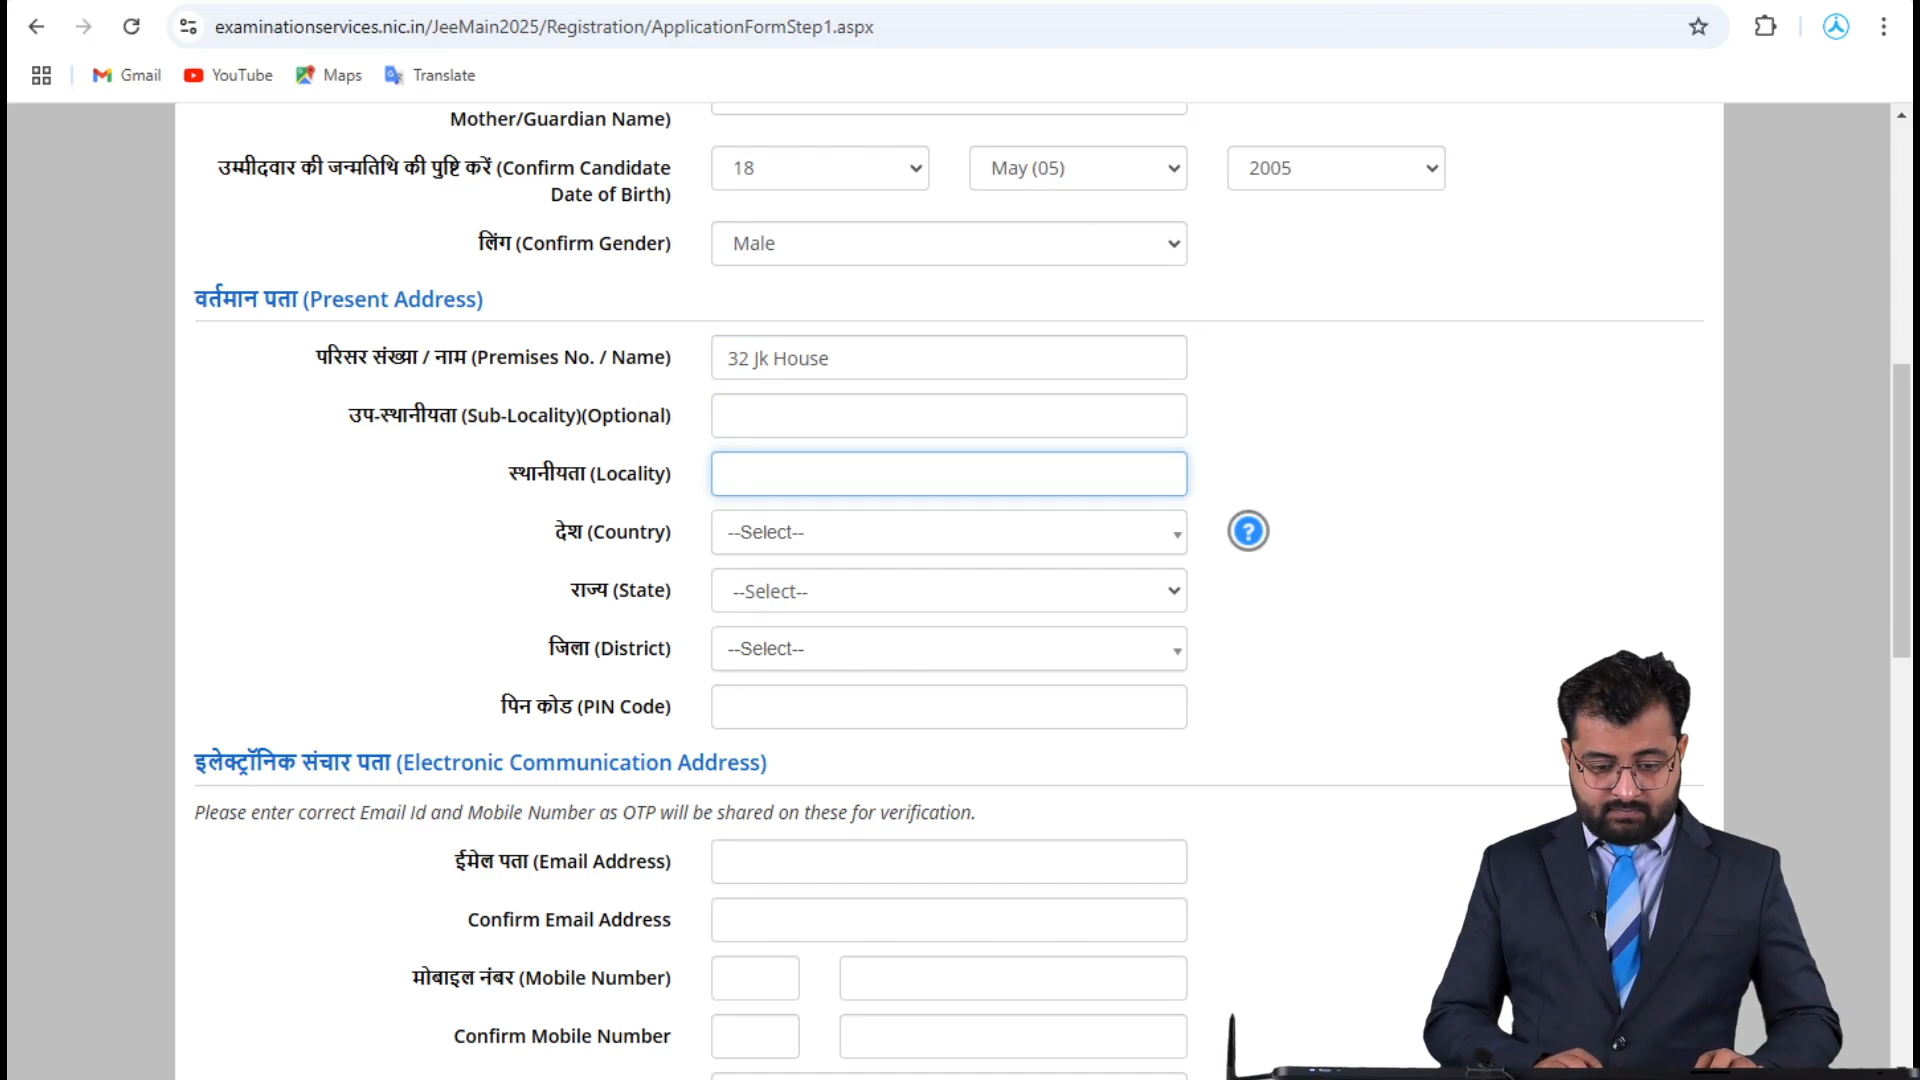 examinationservices.nic.in/JeeMain2025/Registration/ApplicationFormStep1.aspx
Gmail YouTube Maps Translate
Mother/Guardian Name)
उम्मीदवार की जन्मतिथि की पुष्टि करें (Confirm Candidate
Date of Birth)
18 May (05) 2005
लिंग (Confirm Gender) Male
वर्तमान पता (Present Address)
परिसर संख्या / नाम (Premises No. / Name) 32 Jk House
उप-स्थानीयता (Sub-Locality)(Optional)
स्थानीयता (Locality)
देश (Country) --Select-- ?
राज्य (State) --Select--
जिला (District) --Select--
पिन कोड (PIN Code)
इलेक्ट्रॉनिक संचार पता (Electronic Communication Address)
Please enter correct Email Id and Mobile Number as OTP will be shared on these for verification.
ईमेल पता (Email Address)
Confirm Email Address
मोबाइल नंबर (Mobile Number)
Confirm Mobile Number